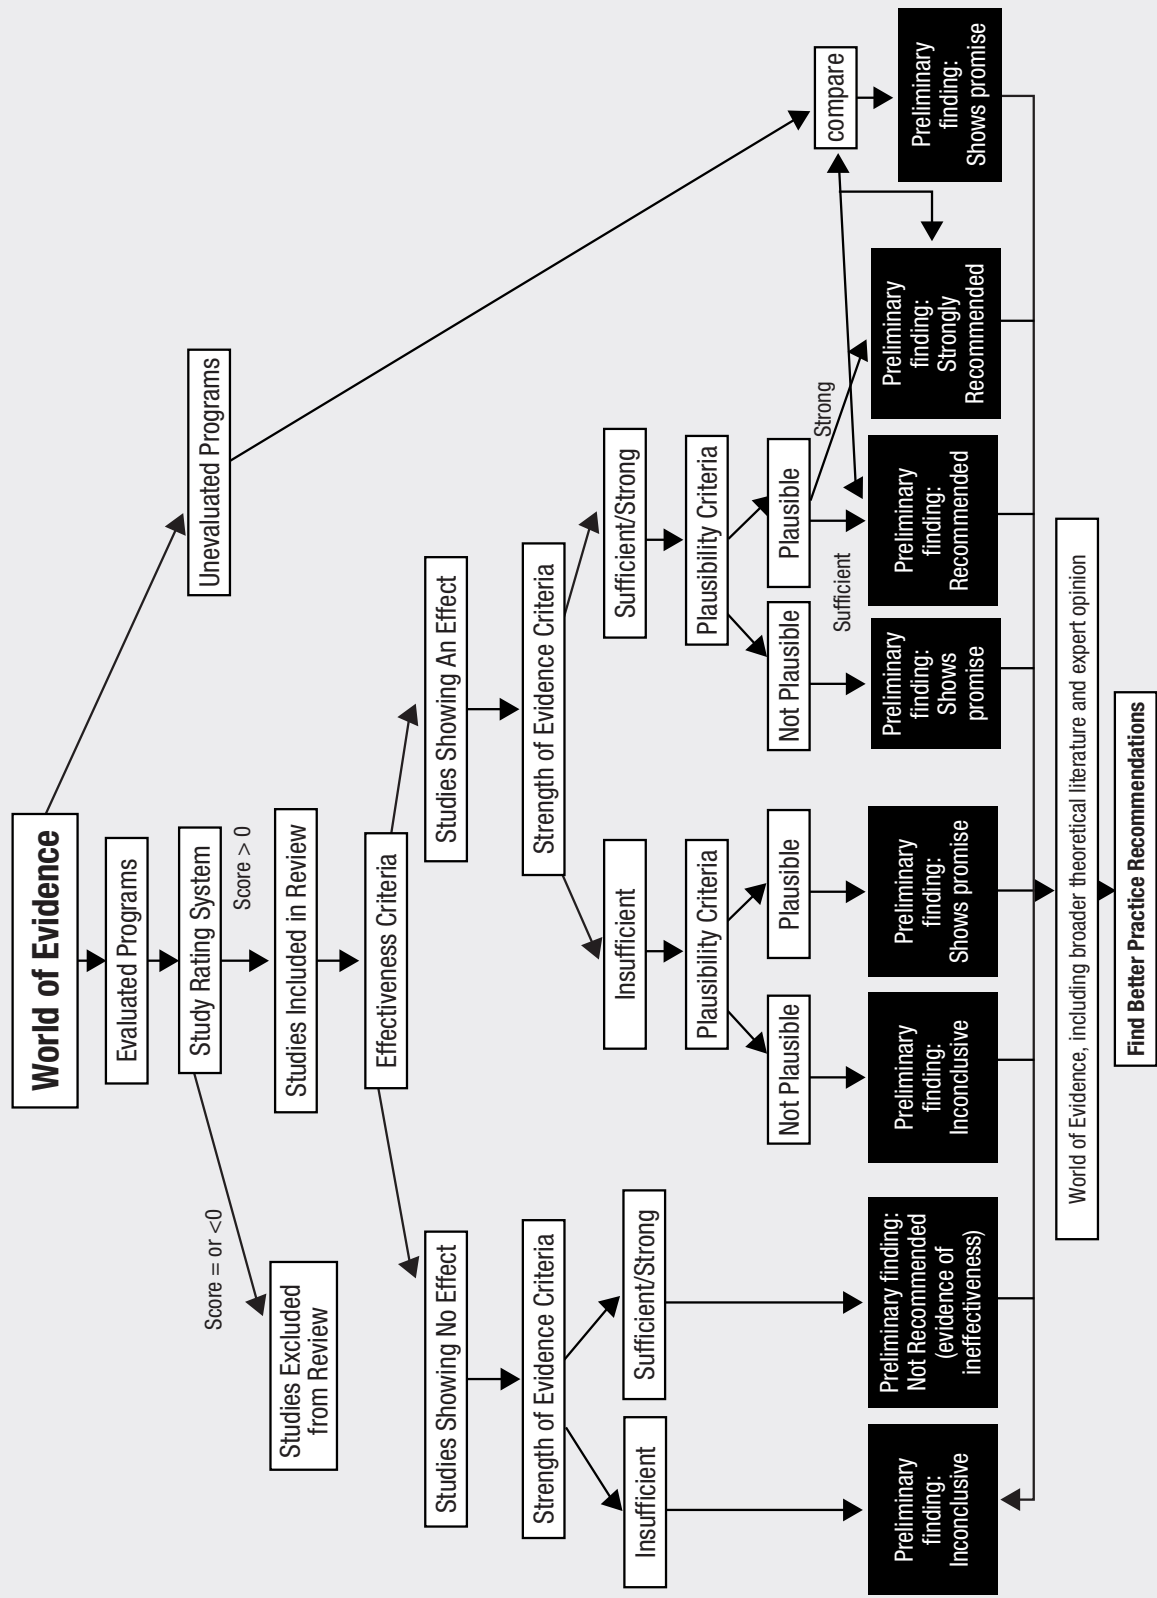 World of Evidence
Evaluated Programs
Unevaluated Programs
Study Rating System
Score = or <0
Score > 0
Studies Excluded
from Review
Studies Included in Review
Effectiveness Criteria
Studies Showing No Effect
Studies Showing An Effect
Strength of Evidence Criteria
Strength of Evidence Criteria
Insufficient
Sufficient/Strong
Insufficient
Sufficient/Strong
Plausibility Criteria
Plausibility Criteria
Not Plausible
Plausible
Not Plausible
Plausible
Sufficient
Strong
compare
Preliminary
finding:
Inconclusive
Preliminary finding:
Not Recommended
(evidence of
ineffectiveness)
Preliminary
finding:
Inconclusive
Preliminary
finding:
Shows promise
Preliminary
finding:
Shows
promise
Preliminary
finding:
Recommended
Preliminary
finding:
Strongly
Recommended
Preliminary
finding:
Shows promise
World of Evidence, including broader theoretical literature and expert opinion
Find Better Practice Recommendations